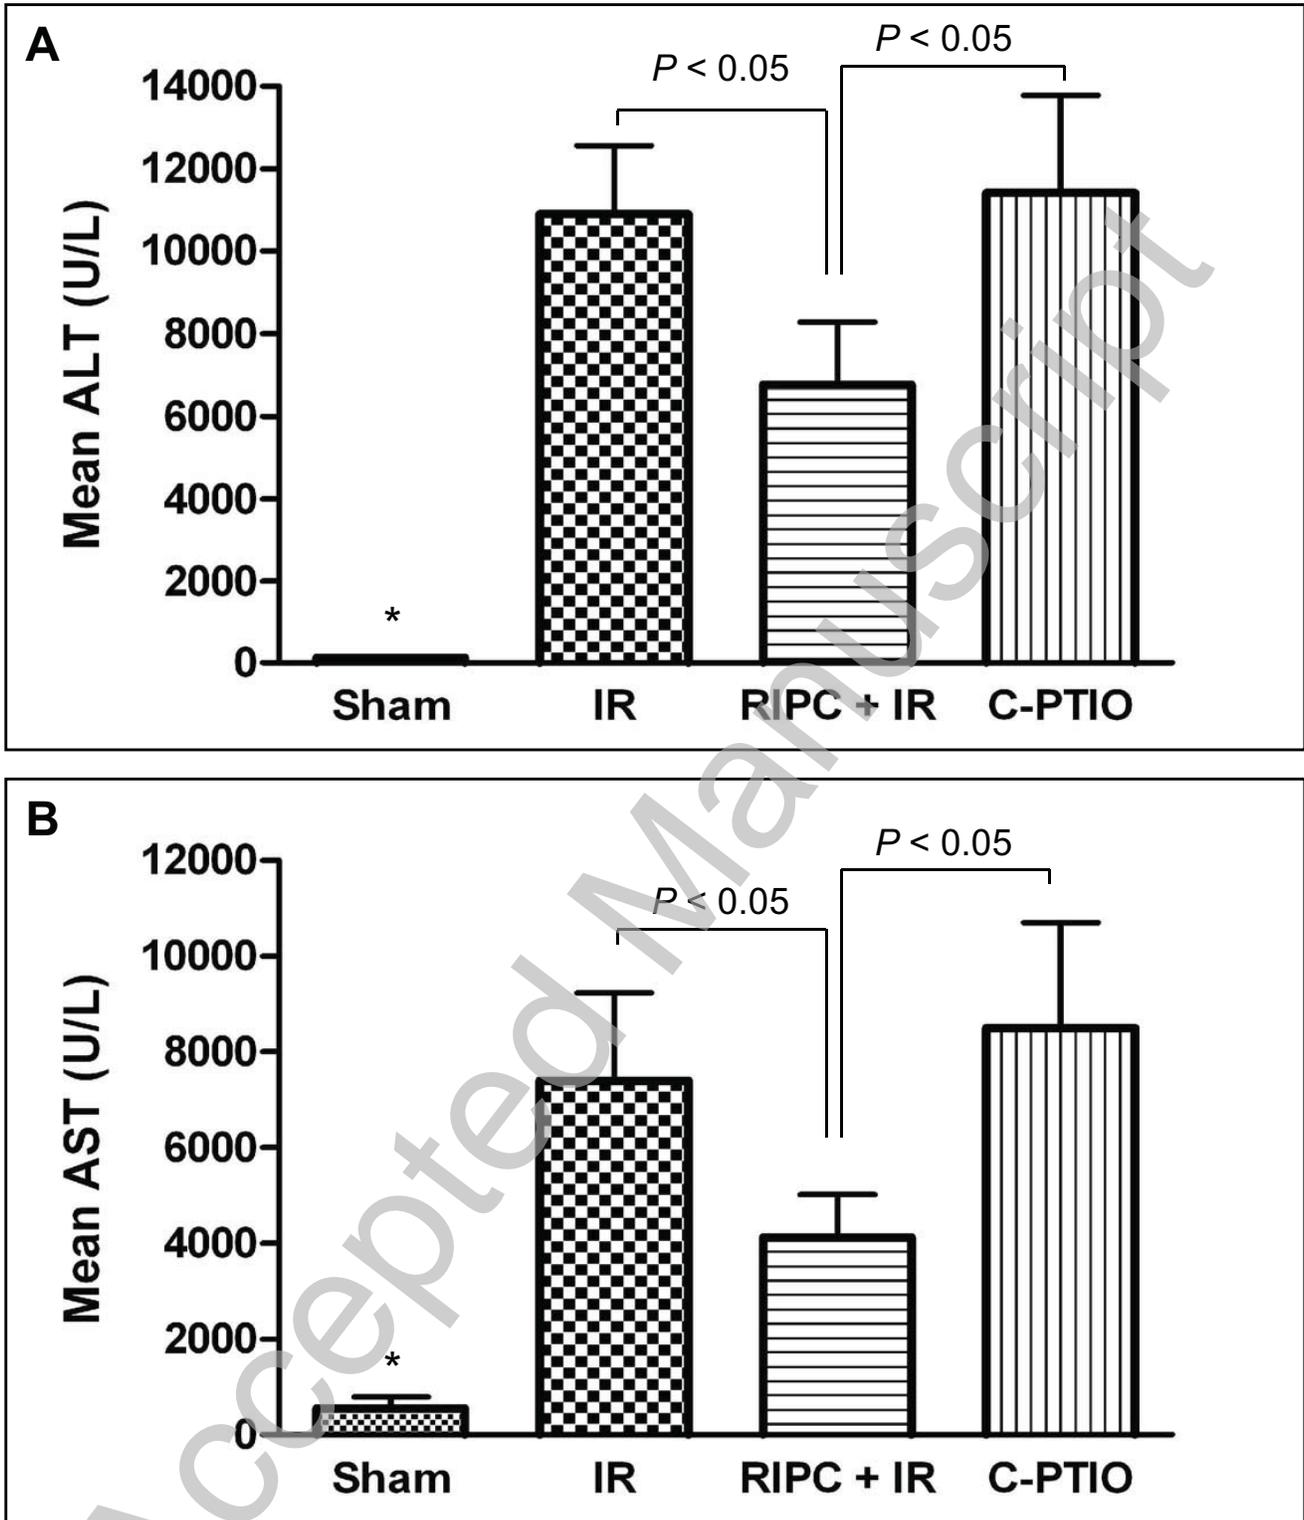 A
P < 0.05
P < 0.05
14000
12000
10000
8000
6000
4000
2000
0
Mean ALT (U/L)
*
Sham IR RIPC + IR C-PTIO
B
P < 0.05
P < 0.05
12000
10000
8000
6000
4000
2000
0
Mean AST (U/L)
*
Sham IR RIPC + IR C-PTIO
Accepted Manuscript